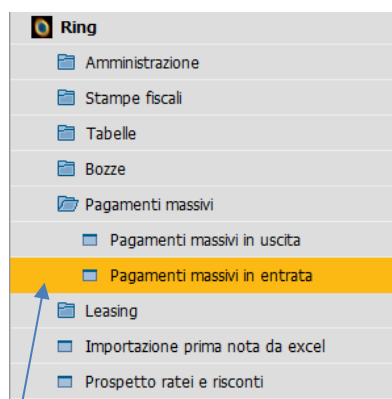 Ring
Amministrazione
Stampe fiscali
Tabelle
Bozze
Pagamenti massivi
Pagamenti massivi in uscita
Pagamenti massivi in entrata
Leasing
Importazione prima nota da excel
Prospetto ratei e risconti